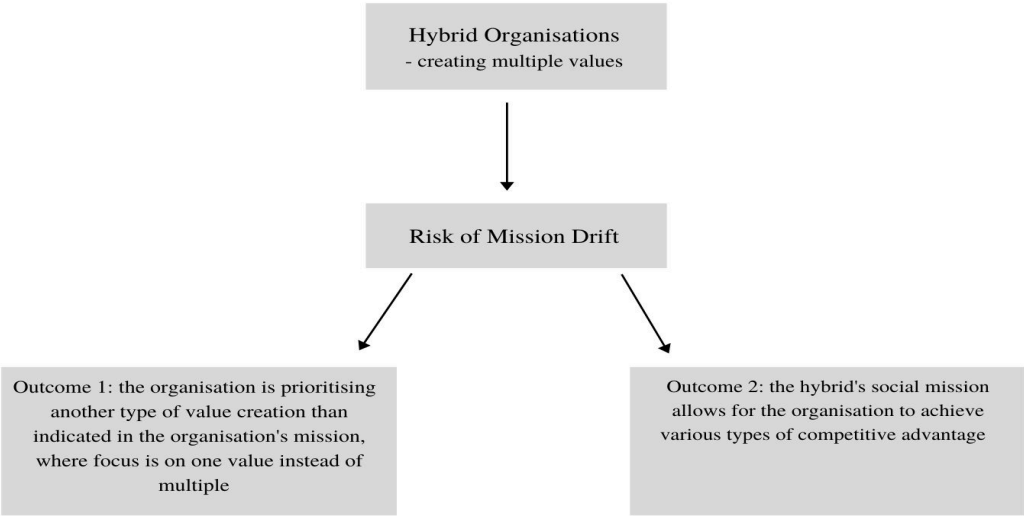 Hybrid Organisations
- creating multiple values
Risk of Mission Drift
Outcome 1: the organisation is prioritising
another type of value creation than
indicated in the organisation's mission,
where focus is on one value instead of
multiple
Outcome 2: the hybrid's social mission
allows for the organisation to achieve
various types of competitive advantage